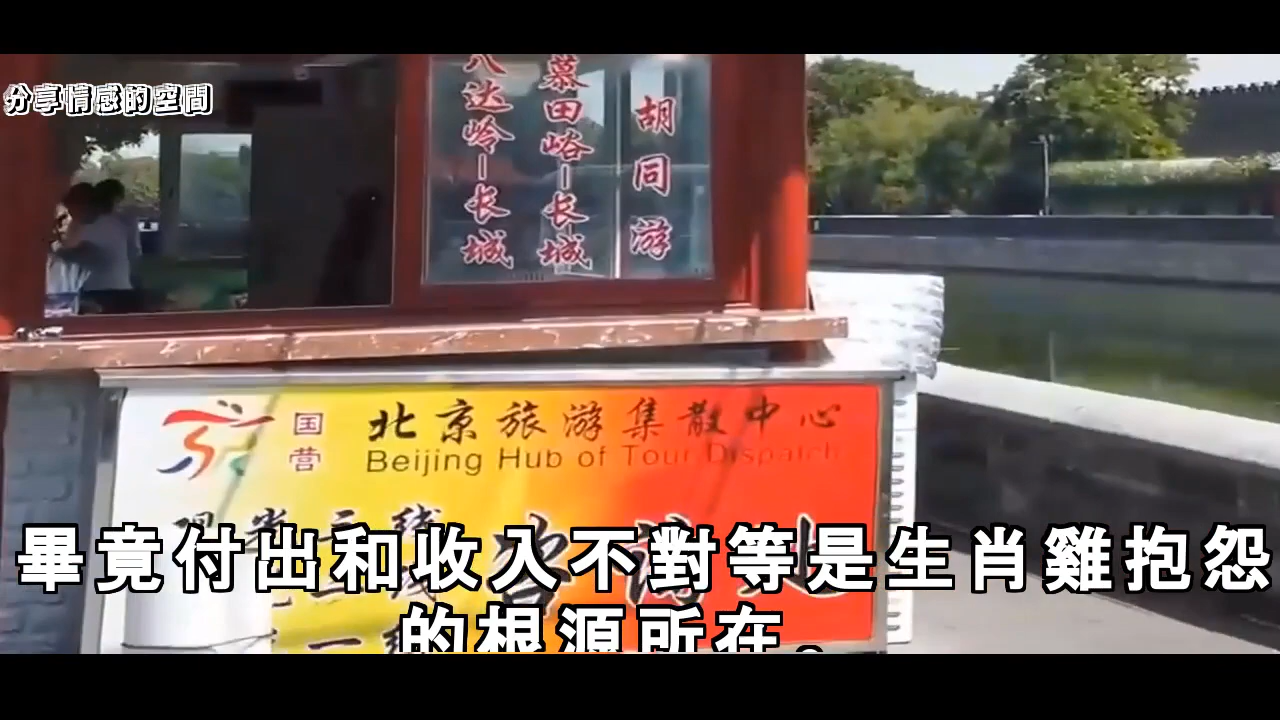 分享情感的空間
八达岭-长城
慕田峪-长城
胡同游
国营
北京旅游集散中心
Beijing Hub of Tour Dispatch
畢竟付出和收入不對等是生肖雞抱怨
的根源所在。